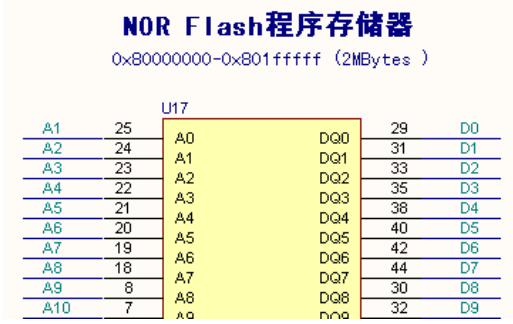 NOR Flash程序存储器
0x80000000-0x801fffff (2MBytes )
U17
A1 25 A0 DQ0 29 D0
A2 24 A1 DQ1 31 D1
A3 23 A2 DQ2 33 D2
A4 22 A3 DQ3 35 D3
A5 21 A4 DQ4 38 D4
A6 20 A5 DQ5 40 D5
A7 19 A6 DQ6 42 D6
A8 18 A7 DQ7 44 D7
A9 8 A8 DQ8 30 D8
A10 7 A9 DQ9 32 D9